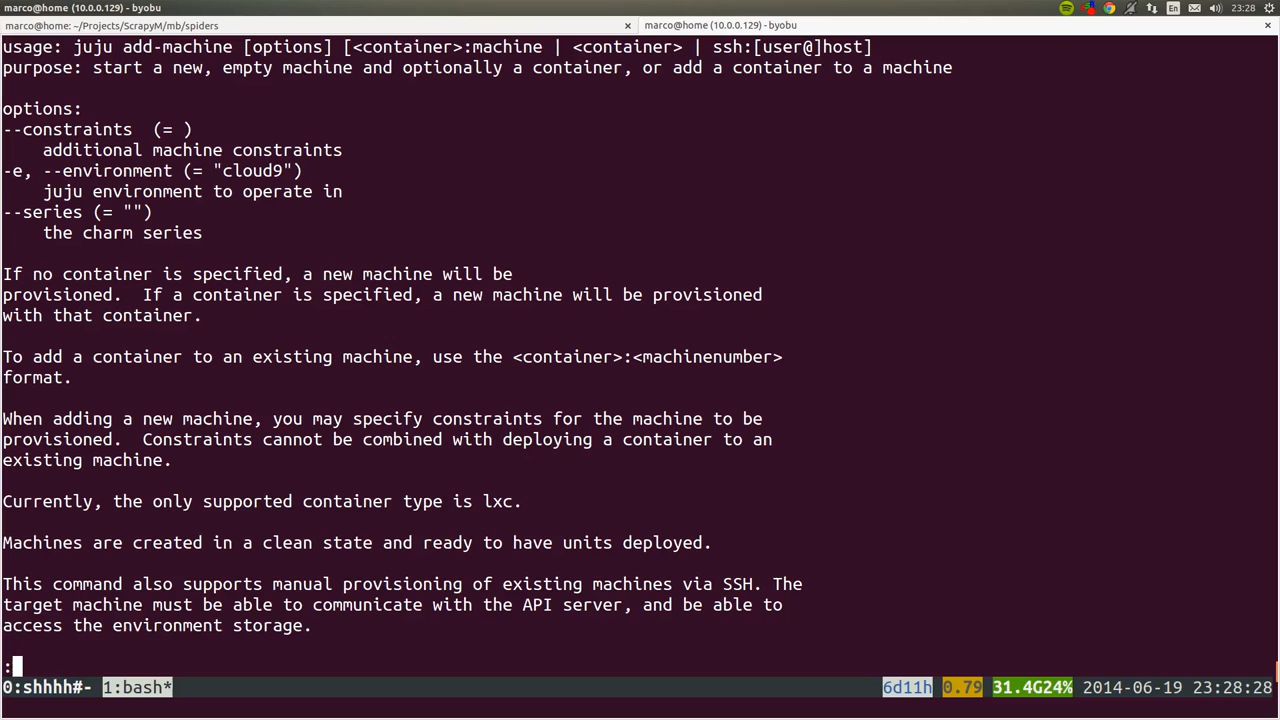 marco@home (10.0.0.129) - byobu
En
23:28
marco@home: ~/Projects/ScrapyM/mb/spiders
×
marco@home (10.0.0.129) - byobu
×
usage: juju add-machine [options] [<container>:machine | <container> | ssh:[user@]host]
purpose: start a new, empty machine and optionally a container, or add a container to a machine
options:
--constraints  (= )
additional machine constraints
-e, --environment (= "cloud9")
juju environment to operate in
--series (= "")
the charm series
If no container is specified, a new machine will be
provisioned.  If a container is specified, a new machine will be provisioned
with that container.
To add a container to an existing machine, use the <container>:<machinenumber>
format.
When adding a new machine, you may specify constraints for the machine to be
provisioned.  Constraints cannot be combined with deploying a container to an
existing machine.
Currently, the only supported container type is lxc.
Machines are created in a clean state and ready to have units deployed.
This command also supports manual provisioning of existing machines via SSH. The
target machine must be able to communicate with the API server, and be able to
access the environment storage.
:
0:shhhh#- 1:bash* 6d11h 0.79 31.4G24% 2014-06-19 23:28:28